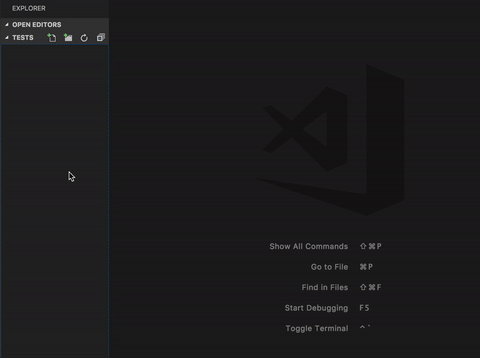 EXPLORER
OPEN EDITORS
TESTS
Show All Commands ⇧⌘P
Go to File ⌘P
Find in Files ⇧⌘F
Start Debugging F5
Toggle Terminal ⌃`